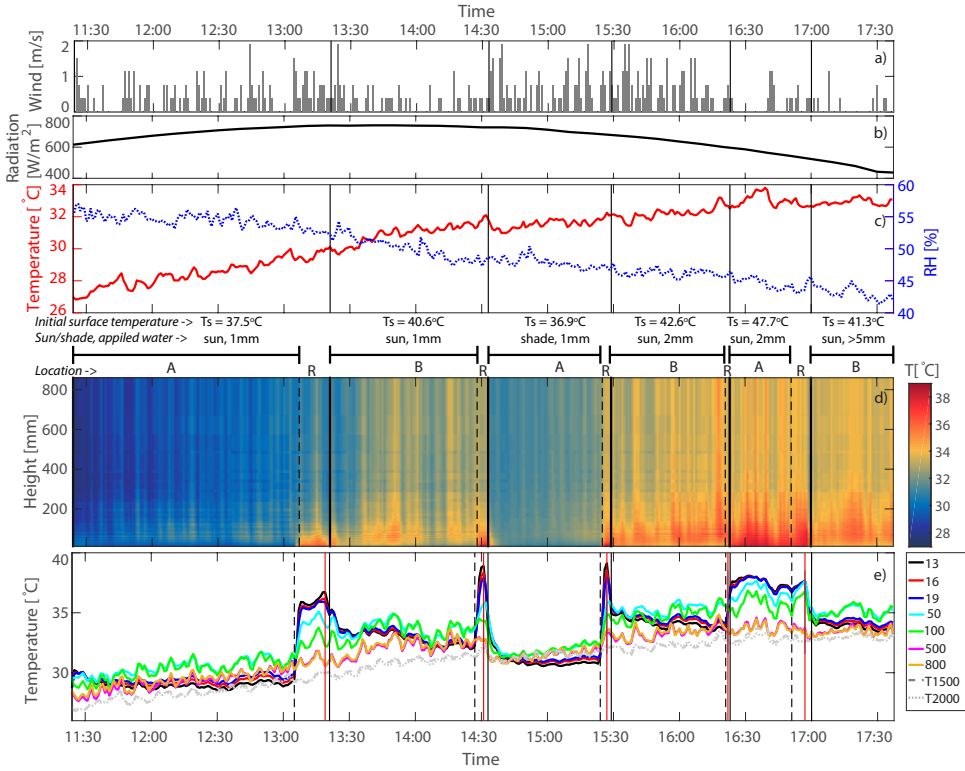 Time
11:30 12:00 12:30 13:00 13:30 14:00 14:30 15:00 15:30 16:00 16:30 17:00 17:30
Wind [m/s]
2
1
0
a)
Radiation
[W/m²]
800
600
400
b)
Temperature [°C]
34
32
30
28
26
c)
60
55
50
45
40
RH [%]
Initial surface temperature -> Ts = 37.5°C Ts = 40.6°C Ts = 36.9°C Ts = 42.6°C Ts = 47.7°C Ts = 41.3°C
Sun/shade, appiled water -> sun, 1mm sun, 1mm shade, 1mm sun, 2mm sun, 2mm sun, >5mm
Location -> A R B R A R B R A R B
Height [mm]
800
600
400
200
d)
T[°C]
38
36
34
32
30
28
Temperature [°C]
40
35
30
e)
13
16
19
50
100
500
800
T1500
T2000
11:30 12:00 12:30 13:00 13:30 14:00 14:30 15:00 15:30 16:00 16:30 17:00 17:30
Time